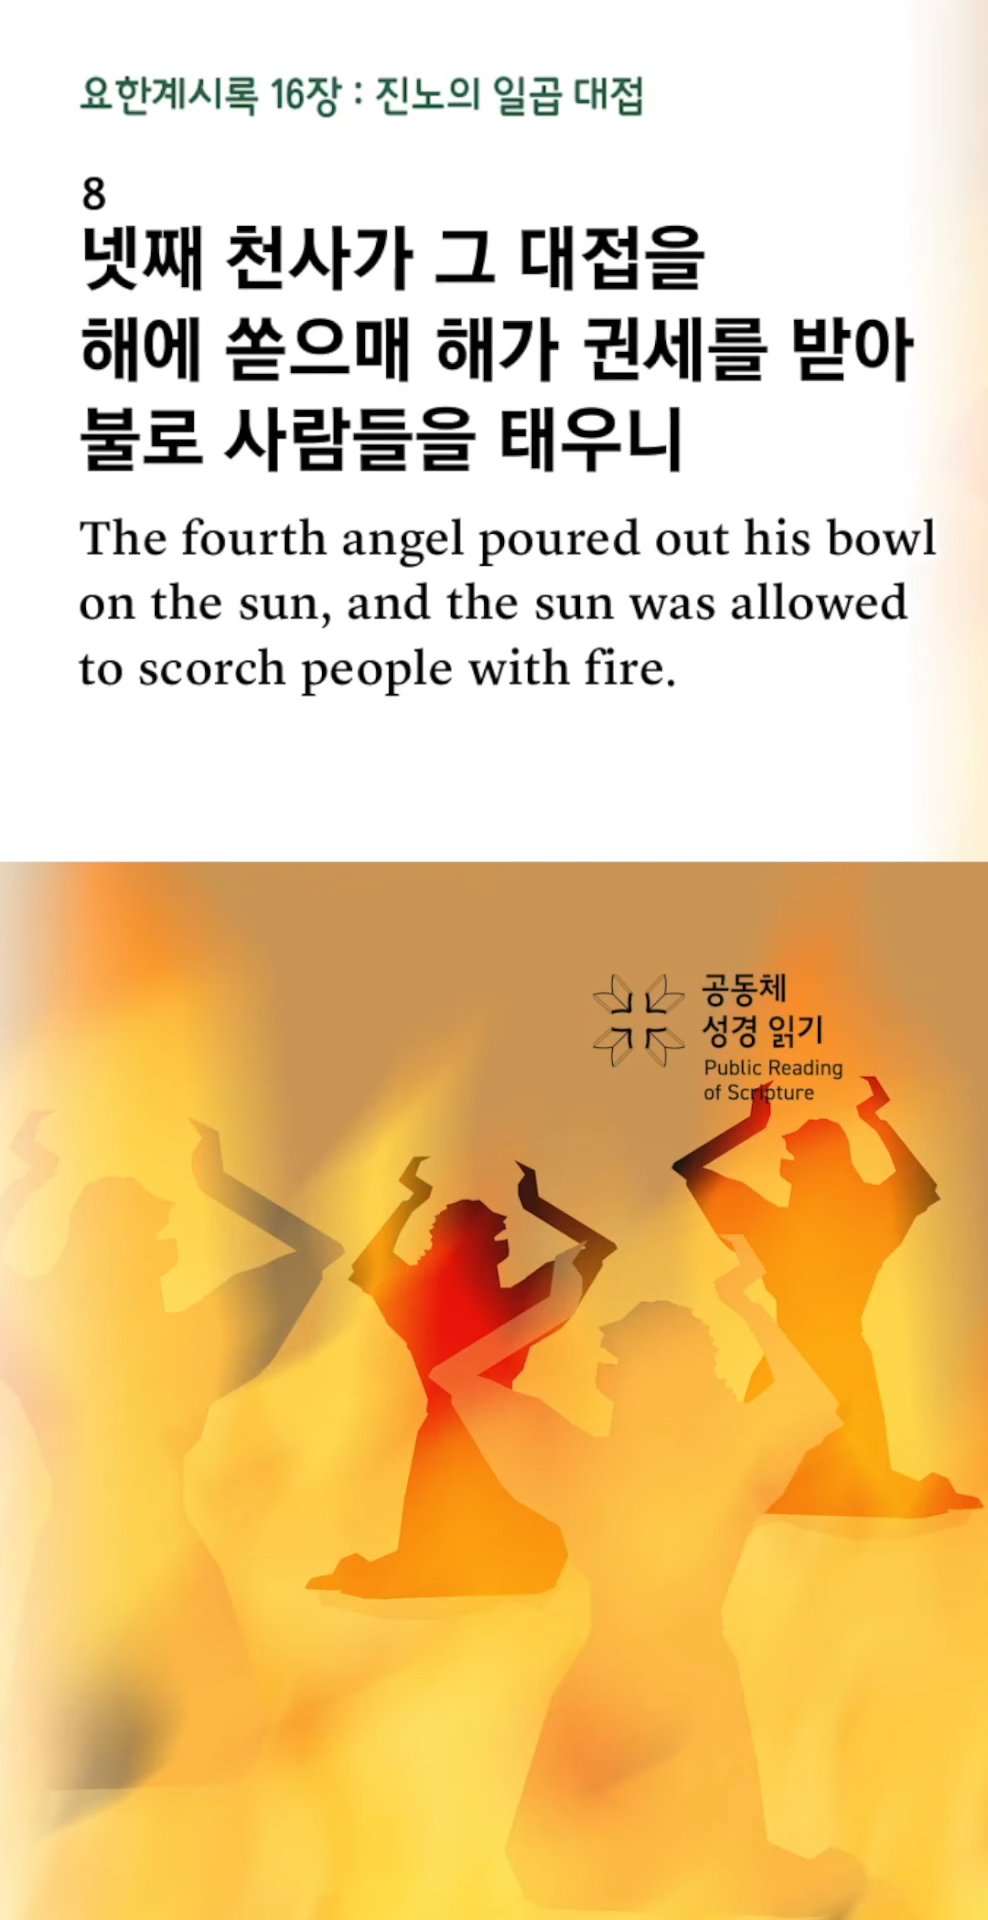 요한계시록 16장 : 진노의 일곱 대접
8
넷째 천사가 그 대접을
해에 쏟으매 해가 권세를 받아
불로 사람들을 태우니
The fourth angel poured out his bowl
on the sun, and the sun was allowed
to scorch people with fire.
공동체
성경 읽기
Public Reading
of Scripture